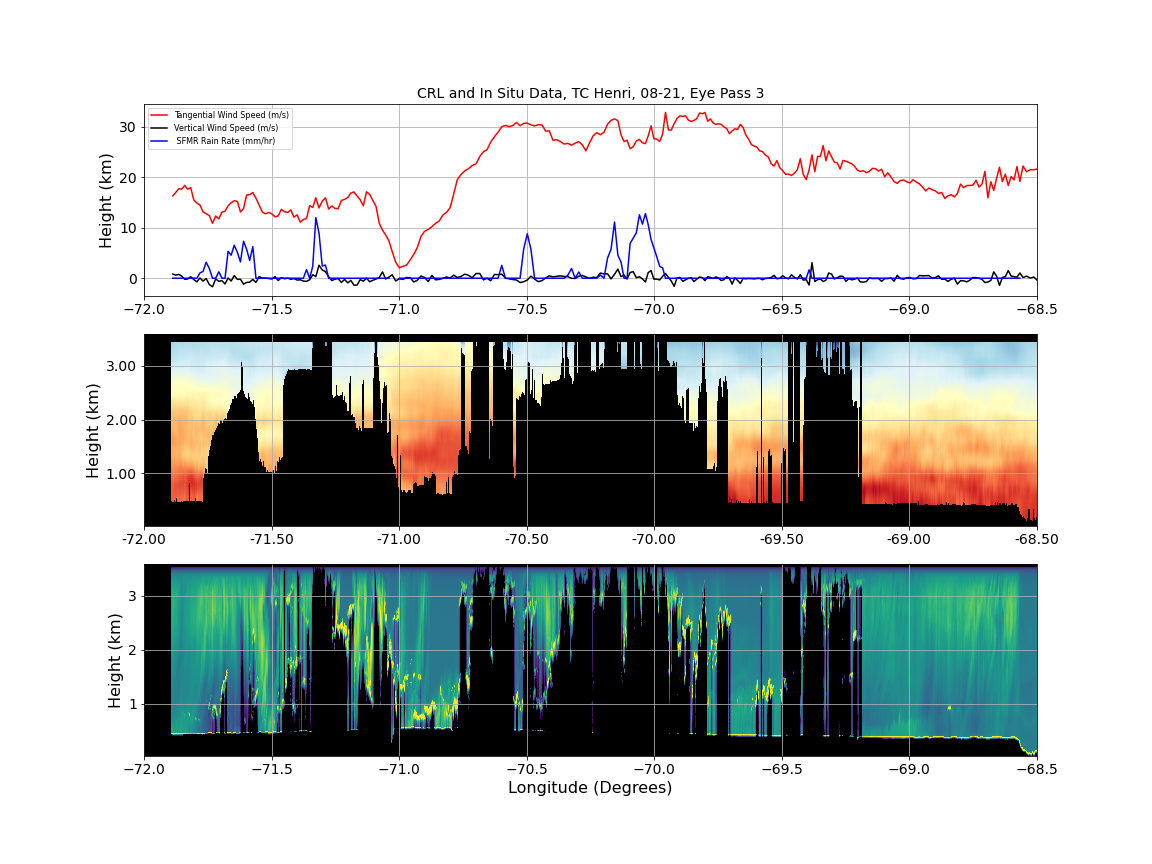 CRL and In Situ Data, TC Henri, 08-21, Eye Pass 3
Tangential Wind Speed (m/s)
Vertical Wind Speed (m/s)
SFMR Rain Rate (mm/hr)
Height (km)
30
20
10
0
−72.0 −71.5 −71.0 −70.5 −70.0 −69.5 −69.0 −68.5
Height (km)
3.00
2.00
1.00
-72.00 -71.50 -71.00 -70.50 -70.00 -69.50 -69.00 -68.50
Height (km)
3
2
1
−72.0 −71.5 −71.0 −70.5 −70.0 −69.5 −69.0 −68.5
Longitude (Degrees)